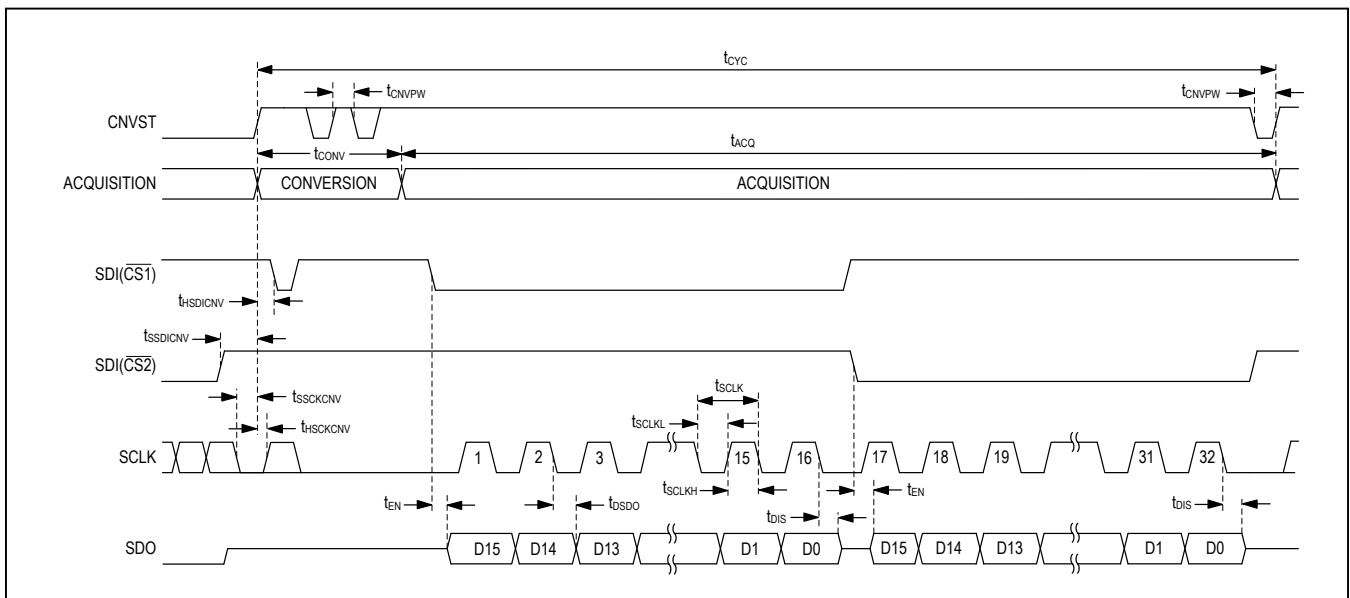 tCYC
tCNVPW
tCNVPW
CNVST
tCONV
tACQ
ACQUISITION
CONVERSION
ACQUISITION
SDI(C̅S̅1̅)
tHSDICNV
tSSDICNV
SDI(C̅S̅2̅)
tSSCKCNV
tSCLK
tHSCKCNV
tSCLKL
SCLK
1 2 3 15 16 17 18 19 31 32
tSCLKH
tEN
tDSDO
tDIS
tEN
tDIS
SDO
D15 D14 D13 D1 D0 D15 D14 D13 D1 D0